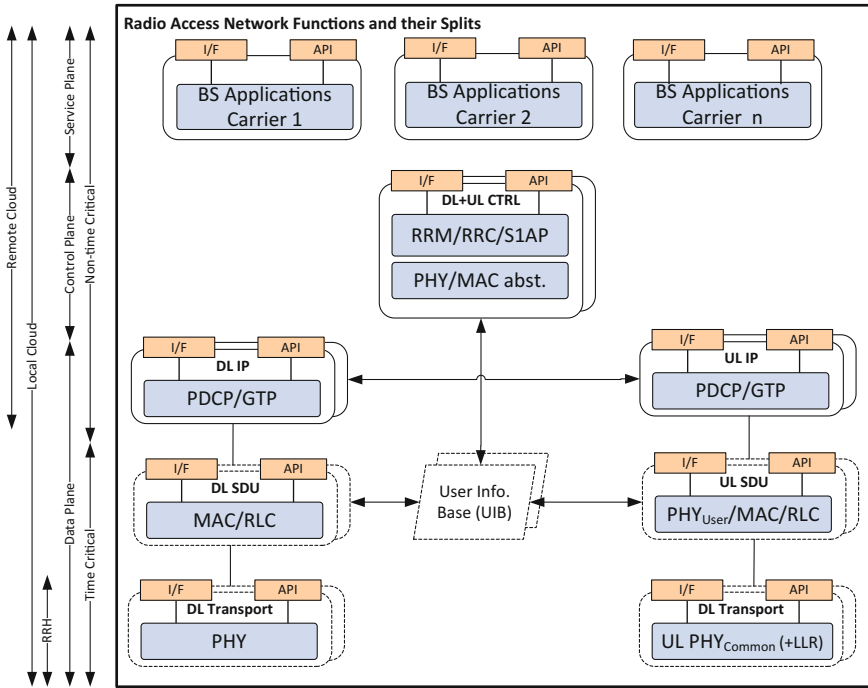 Radio Access Network Functions and their Splits
I/F
API
BS Applications
Carrier 1
I/F
API
BS Applications
Carrier 2
I/F
API
BS Applications
Carrier n
I/F
API
DL+UL CTRL
RRM/RRC/S1AP
PHY/MAC abst.
I/F
API
DL IP
PDCP/GTP
I/F
API
UL IP
PDCP/GTP
I/F
API
DL SDU
MAC/RLC
User Info.
Base (UIB)
I/F
API
UL SDU
PHYUser/MAC/RLC
I/F
API
DL Transport
PHY
I/F
API
DL Transport
UL PHYCommon (+LLR)
Remote Cloud
Local Cloud
RRH
Service Plane
Control Plane
Data Plane
Non-time Critical
Time Critical